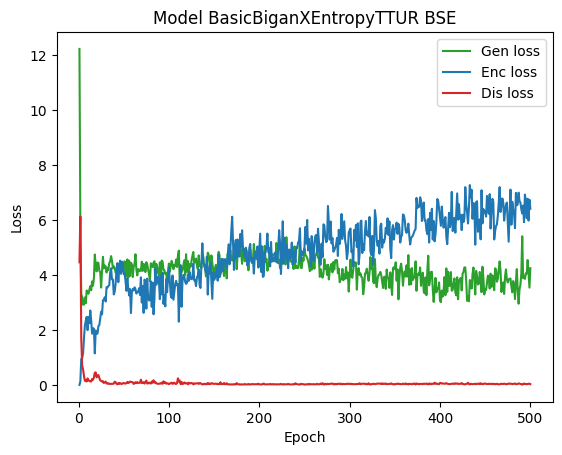 Model BasicBiganXEntropyTTUR BSE
Gen loss
Enc loss
Dis loss
12
10
8
6
4
2
0
Loss
0 100 200 300 400 500
Epoch